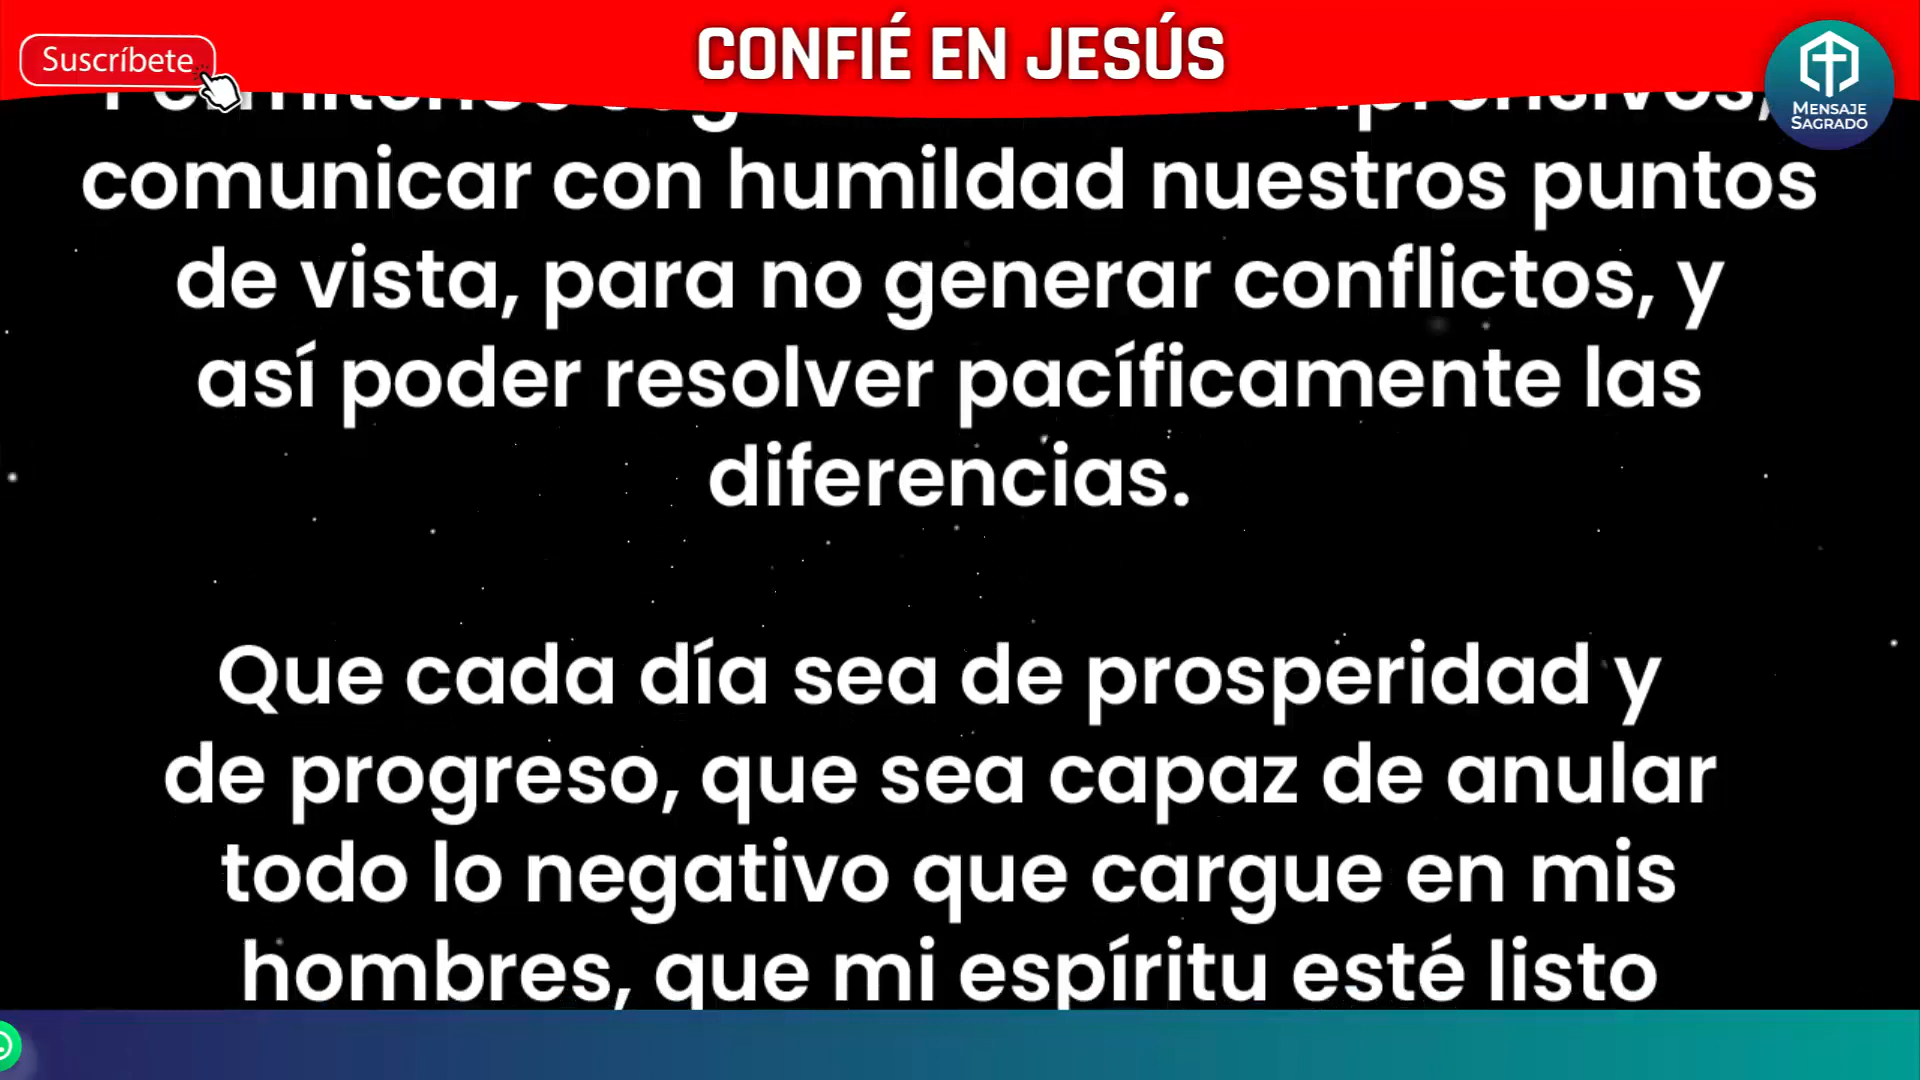 CONFIÉ EN JESÚS
Suscríbete
MENSAJE
SAGRADO
comunicar con humildad nuestros puntos
de vista, para no generar conflictos, y
así poder resolver pacíficamente las
diferencias.
Que cada día sea de prosperidad y
de progreso, que sea capaz de anular
todo lo negativo que cargue en mis
hombres, que mi espíritu esté listo